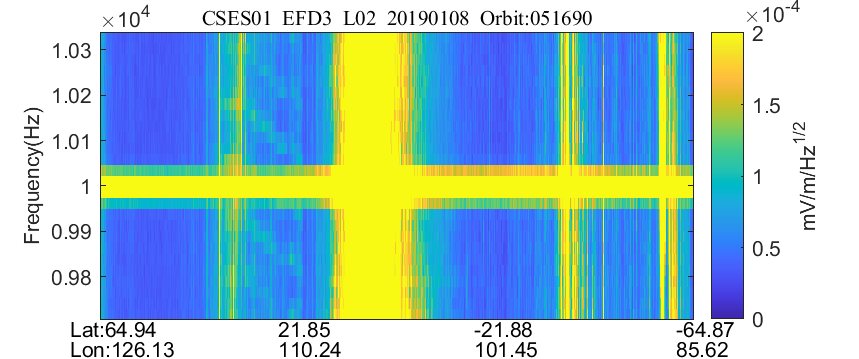 CSES01 EFD3 L02 20190108 Orbit:051690
×10⁴
×10⁻⁴
1.03
1.02
1.01
1
0.99
0.98
Frequency(Hz)
2
1.5
1
0.5
0
mV/m/Hz^1/2
Lat:64.94 21.85 -21.88 -64.87
Lon:126.13 110.24 101.45 85.62